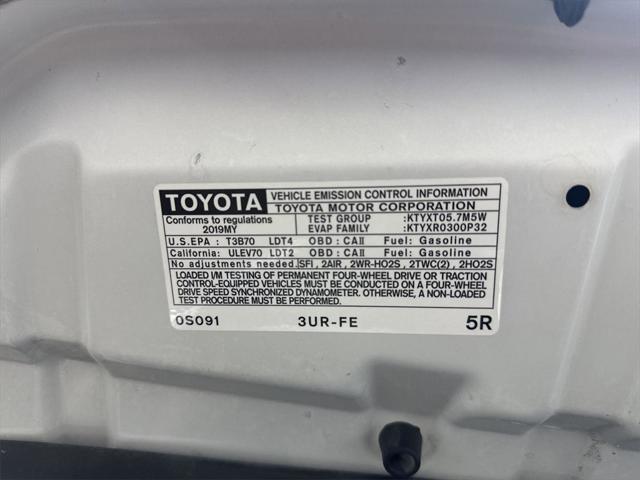 TOYOTA VEHICLE EMISSION CONTROL INFORMATION
TOYOTA MOTOR CORPORATION
Conforms to regulations TEST GROUP :KTYXT05.7M5W
2019MY EVAP FAMILY :KTYXR0300P32
U.S.EPA : T3B70 LDT4 OBD : CAII Fuel: Gasoline
California: ULEV70 LDT2 OBD : CAII Fuel: Gasoline
No adjustments needed. SFI , 2AIR , 2WR-HO2S , 2TWC(2) , 2HO2S
LOADED I/M TESTING OF PERMANENT FOUR-WHEEL DRIVE OR TRACTION
CONTROL-EQUIPPED VEHICLES MUST BE CONDUCTED ON A FOUR-WHEEL
DRIVE SPEED SYNCHRONIZED DYNAMOMETER. OTHERWISE, A NON-LOADED
TEST PROCEDURE MUST BE PERFORMED.
0S091 3UR-FE 5R